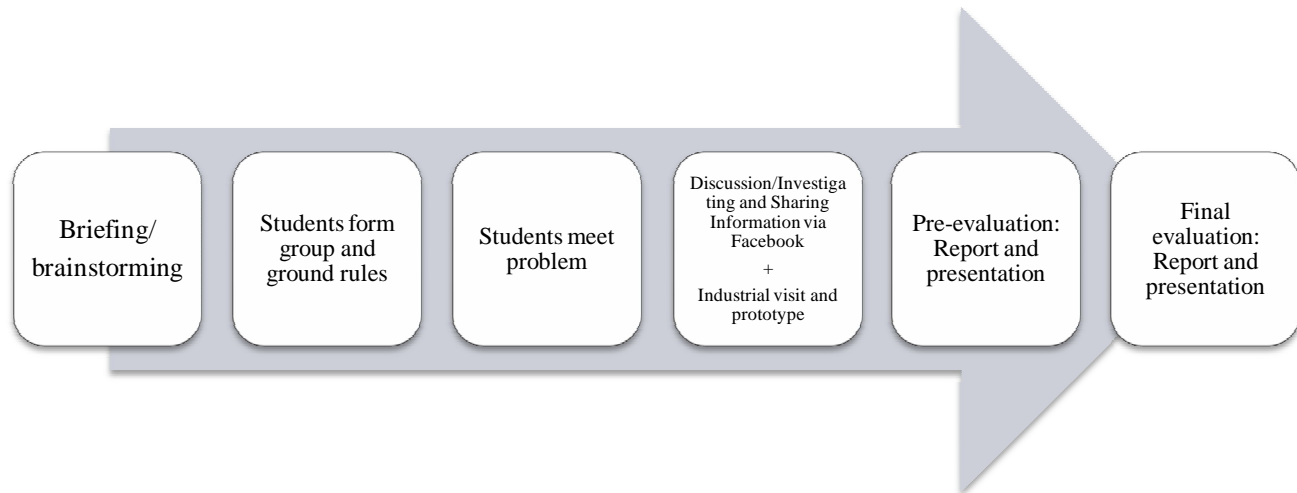 Briefing/
brainstorming
Students form
group and
ground rules
Students meet
problem
Discussion/Investiga
ting and Sharing
Information via
Facebook
+
Industrial visit and
prototype
Pre-evaluation:
Report and
presentation
Final
evaluation:
Report and
presentation